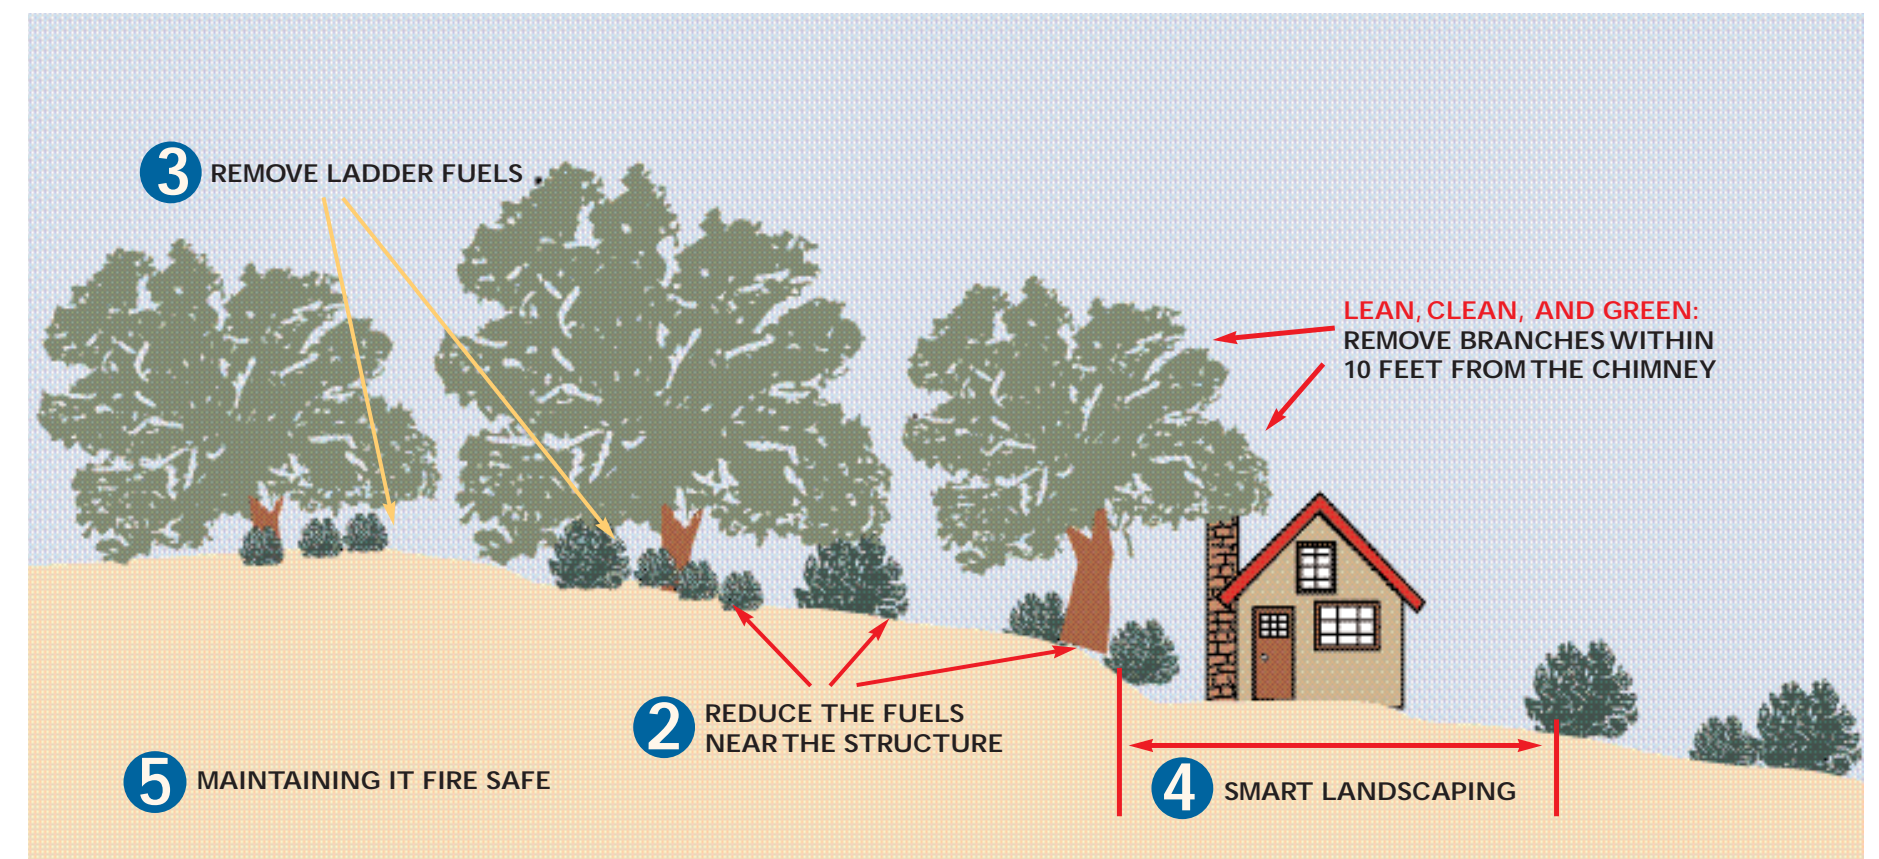 3 REMOVE LADDER FUELS
LEAN, CLEAN, AND GREEN:
REMOVE BRANCHES WITHIN
10 FEET FROM THE CHIMNEY
2 REDUCE THE FUELS
NEAR THE STRUCTURE
5 MAINTAINING IT FIRE SAFE
4 SMART LANDSCAPING